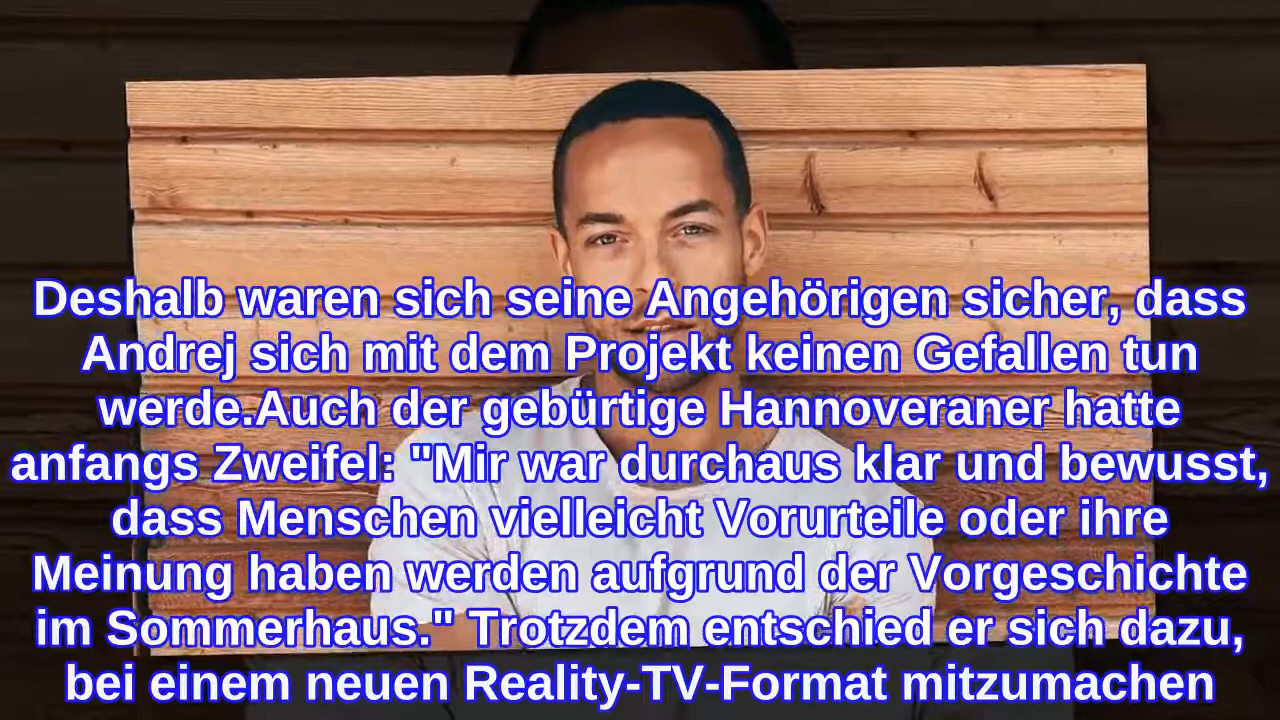 Deshalb waren sich seine Angehörigen sicher, dass
Andrej sich mit dem Projekt keinen Gefallen tun
werde.Auch der gebürtige Hannoveraner hatte
anfangs Zweifel: "Mir war durchaus klar und bewusst,
dass Menschen vielleicht Vorurteile oder ihre
Meinung haben werden aufgrund der Vorgeschichte
im Sommerhaus." Trotzdem entschied er sich dazu,
bei einem neuen Reality-TV-Format mitzumachen